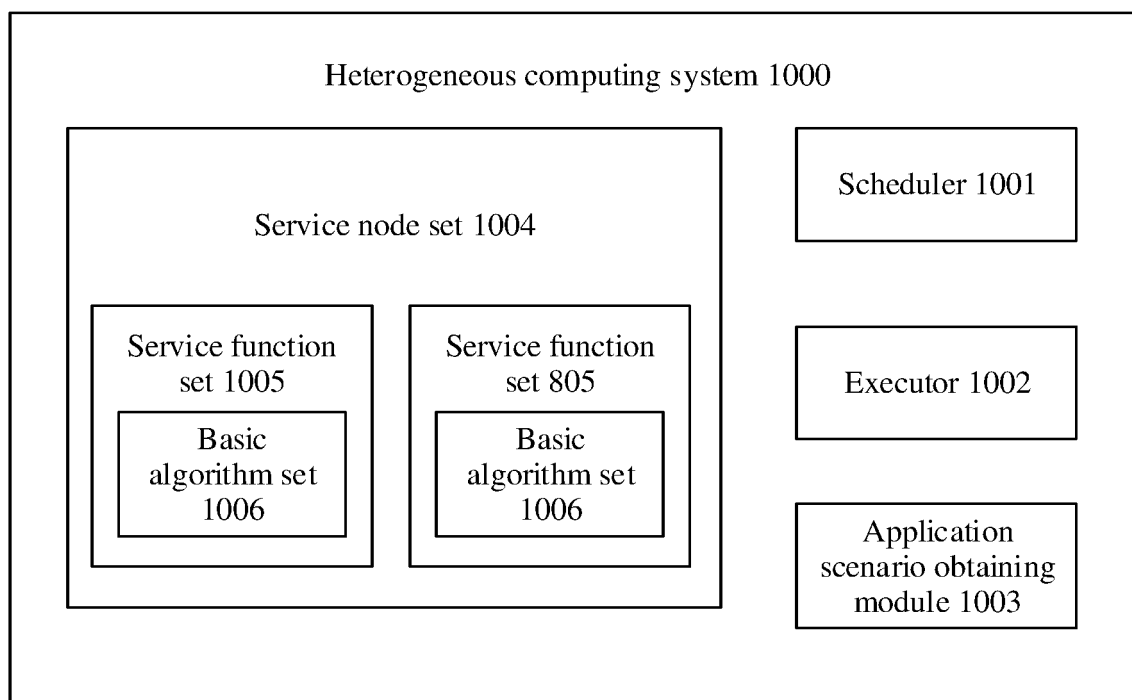 Heterogeneous computing system 1000
Service node set 1004
Service function
set 1005
Basic
algorithm set
1006
Service function
set 805
Basic
algorithm set
1006
Scheduler 1001
Executor 1002
Application
scenario obtaining
module 1003